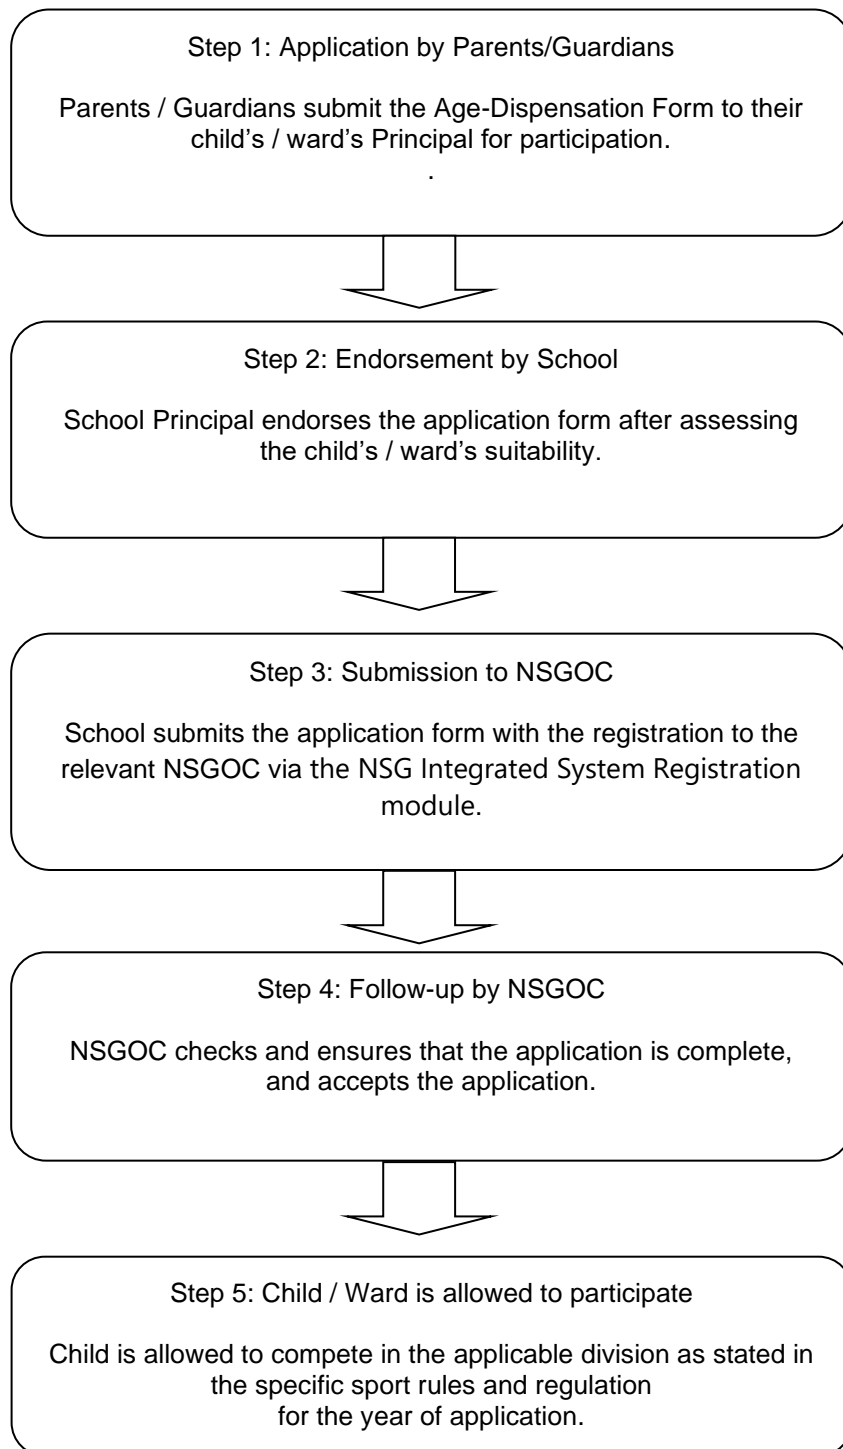 Step 1: Application by Parents/Guardians
Parents / Guardians submit the Age-Dispensation Form to their
child's / ward's Principal for participation.
.
Step 2: Endorsement by School
School Principal endorses the application form after assessing
the child's / ward's suitability.
Step 3: Submission to NSGOC
School submits the application form with the registration to the
relevant NSGOC via the NSG Integrated System Registration
module.
Step 4: Follow-up by NSGOC
NSGOC checks and ensures that the application is complete,
and accepts the application.
Step 5: Child / Ward is allowed to participate
Child is allowed to compete in the applicable division as stated in
the specific sport rules and regulation
for the year of application.